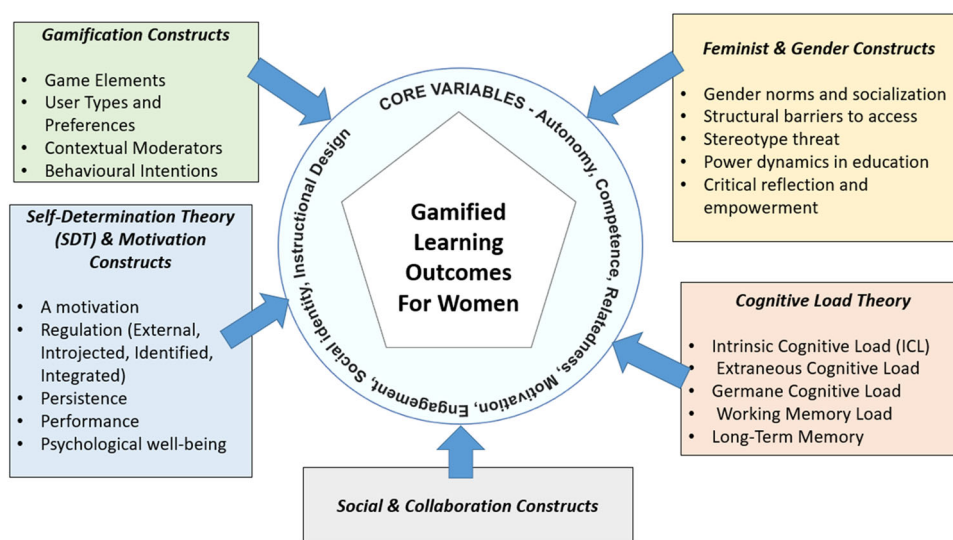 Gamification Constructs
• Game Elements
• User Types and
Preferences
• Contextual Moderators
• Behavioural Intentions
Feminist & Gender Constructs
• Gender norms and socialization
• Structural barriers to access
• Stereotype threat
• Power dynamics in education
• Critical reflection and
empowerment
Self-Determination Theory
(SDT) & Motivation
Constructs
• A motivation
• Regulation (External,
Introjected, Identified,
Integrated)
• Persistence
• Performance
• Psychological well-being
CORE VARIABLES - Autonomy, Competence, Relatedness, Motivation, Engagement, Social Identity, Instructional Design
Gamified
Learning
Outcomes
For Women
Cognitive Load Theory
• Intrinsic Cognitive Load (ICL)
• Extraneous Cognitive Load
• Germane Cognitive Load
• Working Memory Load
• Long-Term Memory
Social & Collaboration Constructs